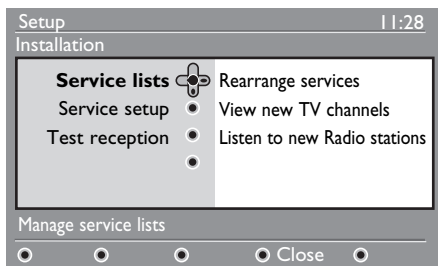 Setup 11:28
Installation
Service lists Rearrange services
Service setup View new TV channels
Test reception Listen to new Radio stations
Manage service lists
Close